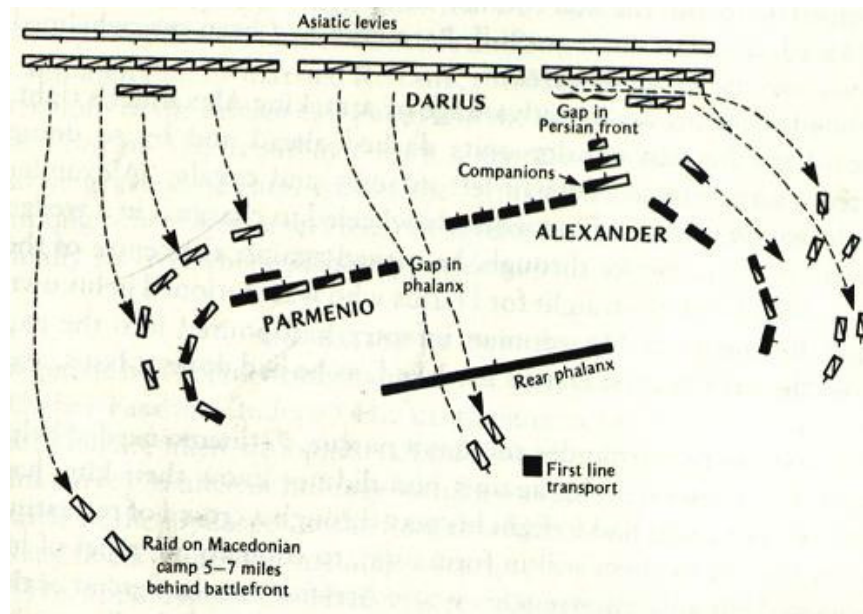 Asiatic levies
DARIUS
Gap in
Persian front
Companions
ALEXANDER
Gap in
phalanx
PARMENIO
Rear phalanx
First line
transport
Raid on Macedonian
camp 5–7 miles
behind battlefront